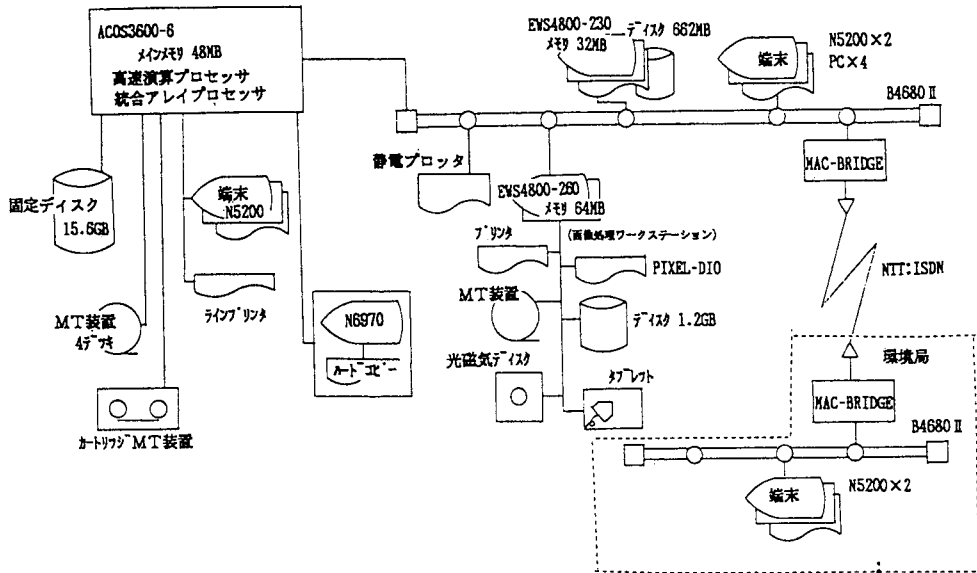 ACOS3600-6
メインメモリ 48MB
高速演算プロセッサ
統合アレイプロセッサ
固定ディスク
15.6GB
端末
N5200
MT装置
4デッキ
ラインプリンタ
カートリッジMT装置
N6970
ハードコピー
EWS4800-230
メモリ 32MB
ディスク 662MB
端末
N5200×2
PC×4
B4680Ⅱ
静電プロッタ
EWS4800-260
メモリ 64MB
(画像処理ワークステーション)
プリンタ
PIXEL-DIO
MT装置
ディスク 1.2GB
光磁気ディスク
タブレット
MAC-BRIDGE
NTT:ISDN
環境局
MAC-BRIDGE
B4680Ⅱ
端末
N5200×2